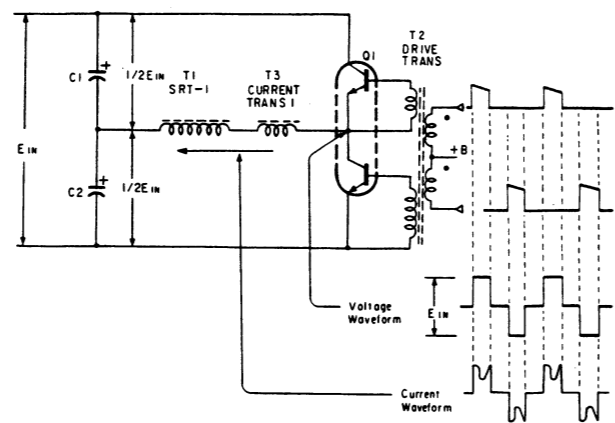 T2
DRIVE
TRANS
Q1
C1
+
1/2EIN
T1
SRT-1
T3
CURRENT
TRANS 1
EIN
+B
C2
+
1/2EIN
Voltage
Waveform
EIN
Current
Waveform